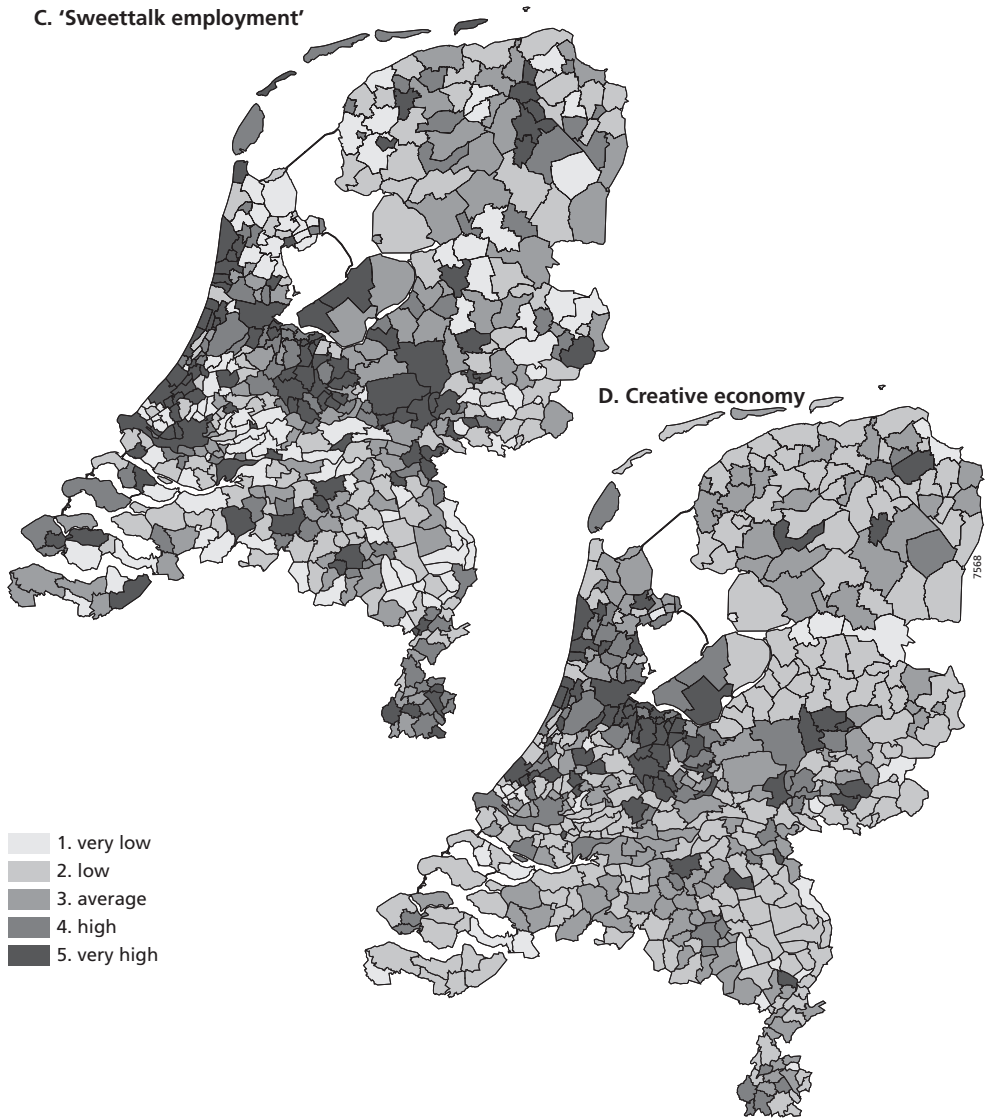 C. ‘Sweettalk employment’
D. Creative economy
7568
1. very low
2. low
3. average
4. high
5. very high